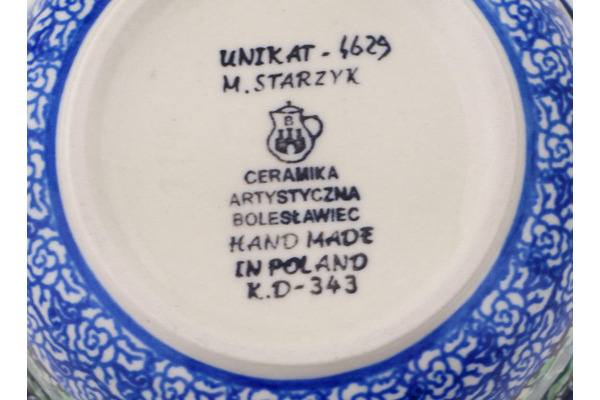 UNIKAT - 4629
M. STARZYK
B
CERAMIKA
ARTYSTYCZNA
BOLESŁAWIEC
HAND MADE
IN POLAND
K.D-343